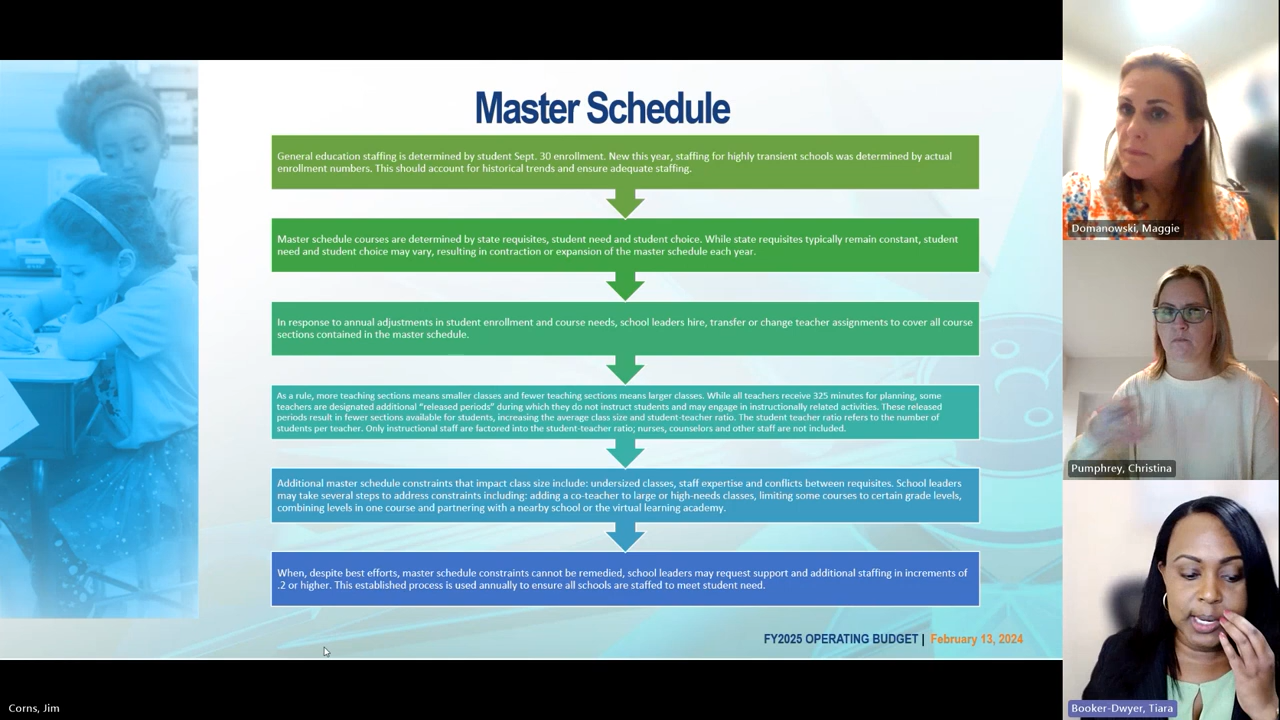 Master Schedule
General education staffing is determined by student Sept. 30 enrollment. New this year, staffing for highly transient schools was determined by actual
enrollment numbers. This should account for historical trends and ensure adequate staffing.
Master schedule courses are determined by state requisites, student need and student choice. While state requisites typically remain constant, student
need and student choice may vary, resulting in contraction or expansion of the master schedule each year.
In response to annual adjustments in student enrollment and course needs, school leaders hire, transfer or change teacher assignments to cover all course
sections contained in the master schedule.
As a rule, more teaching sections means smaller classes and fewer teaching sections means larger classes. While all teachers receive 325 minutes for planning, some
teachers are designated additional “released periods” during which they do not instruct students and may engage in instructionally related activities. These released
periods result in fewer sections available for students, increasing the average class size and student-teacher ratio. The student teacher ratio refers to the number of
students per teacher. Only instructional staff are factored into the student-teacher ratio; nurses, counselors and other staff are not included.
Additional master schedule constraints that impact class size include: undersized classes, staff expertise and conflicts between requisites. School leaders
may take several steps to address constraints including: adding a co-teacher to large or high-needs classes, limiting some courses to certain grade levels,
combining levels in one course and partnering with a nearby school or the virtual learning academy.
When, despite best efforts, master schedule constraints cannot be remedied, school leaders may request support and additional staffing in increments of
.2 or higher. This established process is used annually to ensure all schools are staffed to meet student need.
FY2025 OPERATING BUDGET | February 13, 2024
Corns, Jim
Domanowski, Maggie
Pumphrey, Christina
Booker-Dwyer, Tiara